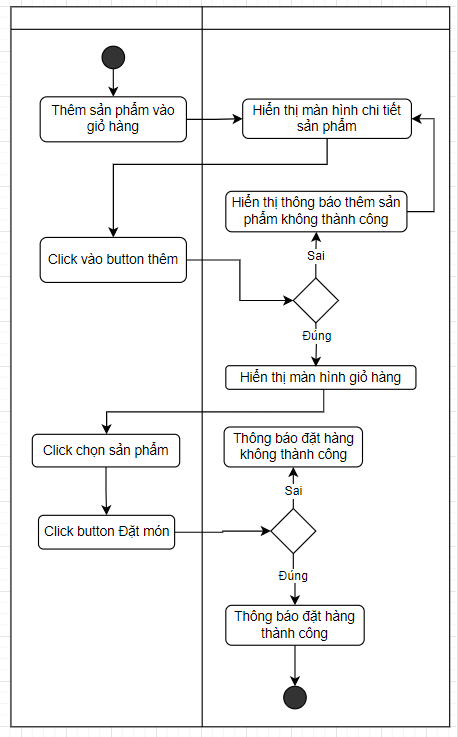 Thêm sản phẩm vào
giỏ hàng
Hiển thị màn hình chi tiết
sản phẩm
Hiển thị thông báo thêm sản
phẩm không thành công
Click vào button thêm
Sai
Đúng
Hiển thị màn hình giỏ hàng
Click chọn sản phẩm
Thông báo đặt hàng
không thành công
Sai
Click button Đặt món
Đúng
Thông báo đặt hàng
thành công